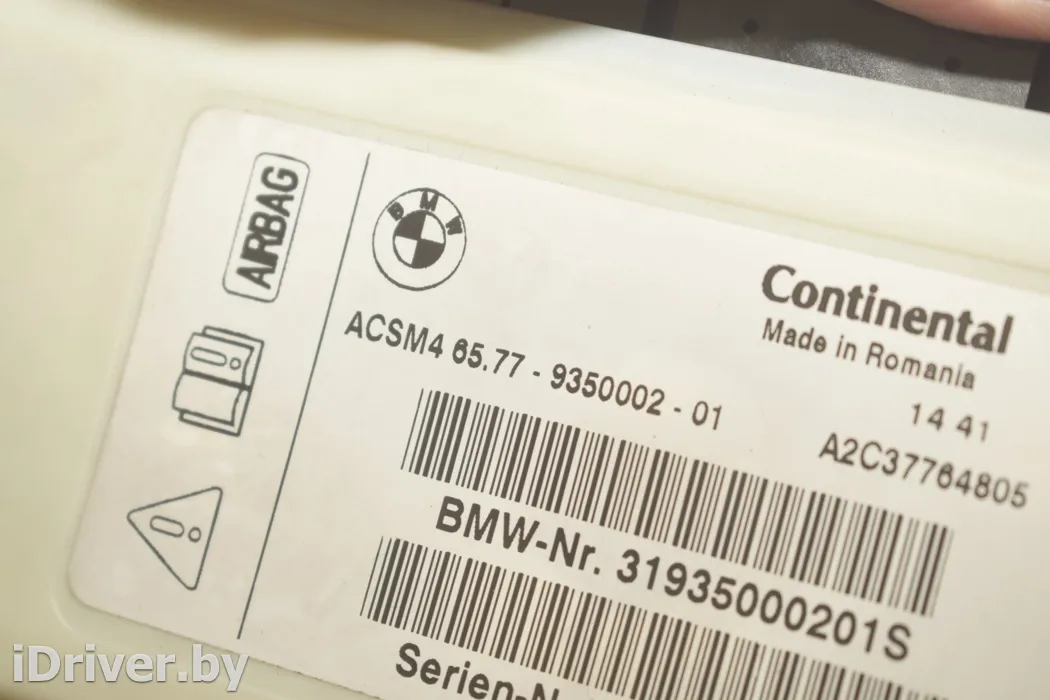 AIRBAG
BMW
Continental
Made in Romania
ACSM4 65.77 - 9350002 - 01
14 41
A2C37764805
BMW-Nr. 31935000201S
Serien-N
iDriver.by